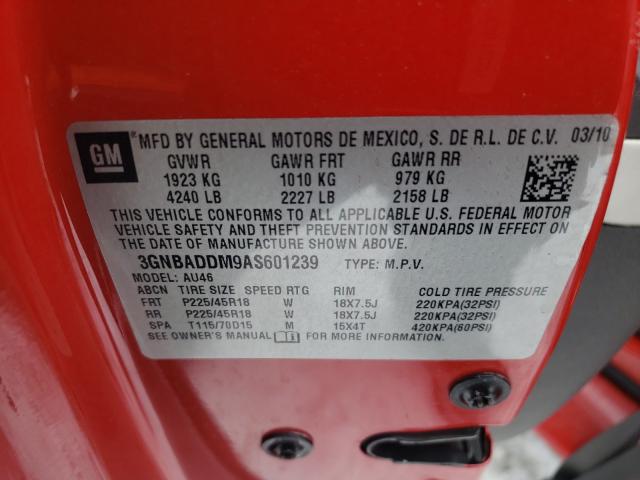 GM
MFD BY GENERAL MOTORS DE MEXICO, S. DE R.L. DE C.V. 03/10
GVWR GAWR FRT GAWR RR
1923 KG 1010 KG 979 KG
4240 LB 2227 LB 2158 LB
THIS VEHICLE CONFORMS TO ALL APPLICABLE U.S. FEDERAL MOTOR
VEHICLE SAFETY AND THEFT PREVENTION STANDARDS IN EFFECT ON
THE DATE OF MANUFACTURE SHOWN ABOVE.
3GNBADDM9AS601239 TYPE: M.P.V.
MODEL: AU46
ABCN TIRE SIZE SPEED RTG RIM COLD TIRE PRESSURE
FRT P225/45R18 W 18X7.5J 220KPA(32PSI)
RR P225/45R18 W 18X7.5J 220KPA(32PSI)
SPA T115/70D15 M 15X4T 420KPA(60PSI)
SEE OWNER'S MANUAL FOR MORE INFORMATION.